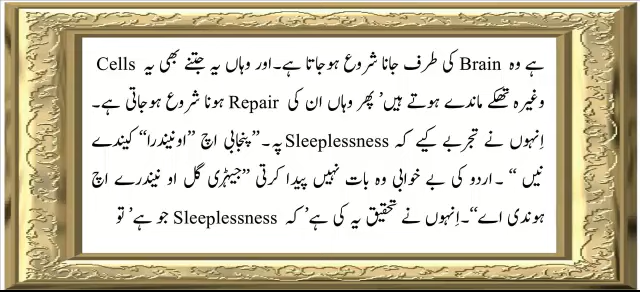 ہے وہ Brain کی طرف جانا شروع ہوجاتا ہے۔اور وہاں یہ جتنے بھی یہ Cells
وغیرہ تھکے ماندے ہوتے ہیں’ پھر وہاں ان کی Repair ہونا شروع ہوجاتی ہے۔
اِنہوں نے تجربے کیے کہ Sleeplessness پہ۔”پنجابی اچ ”اونیندرا“ کیندے
نیں “ ۔اردو کی بے خوابی وہ بات نہیں پیدا کرتی ”جیہڑی گل او نیندرے اچ
ہوندی اے“۔اِنہوں نے تحقیق یہ کی ہے’ کہ Sleeplessness جو ہے’ تو